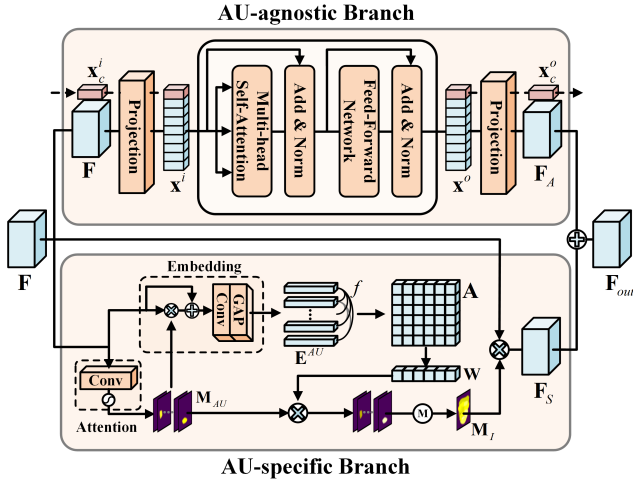 AU-agnostic Branch
x_c^i
F
Projection
x^i
Multi-head
Self-Attention
Add & Norm
Feed-Forward
Network
Add & Norm
x^o
Projection
x_c^o
F_A
F
F_out
Embedding
Conv
GAP
E^AU
f
A
w
Conv
Attention
M_AU
M
M_I
F_S
AU-specific Branch